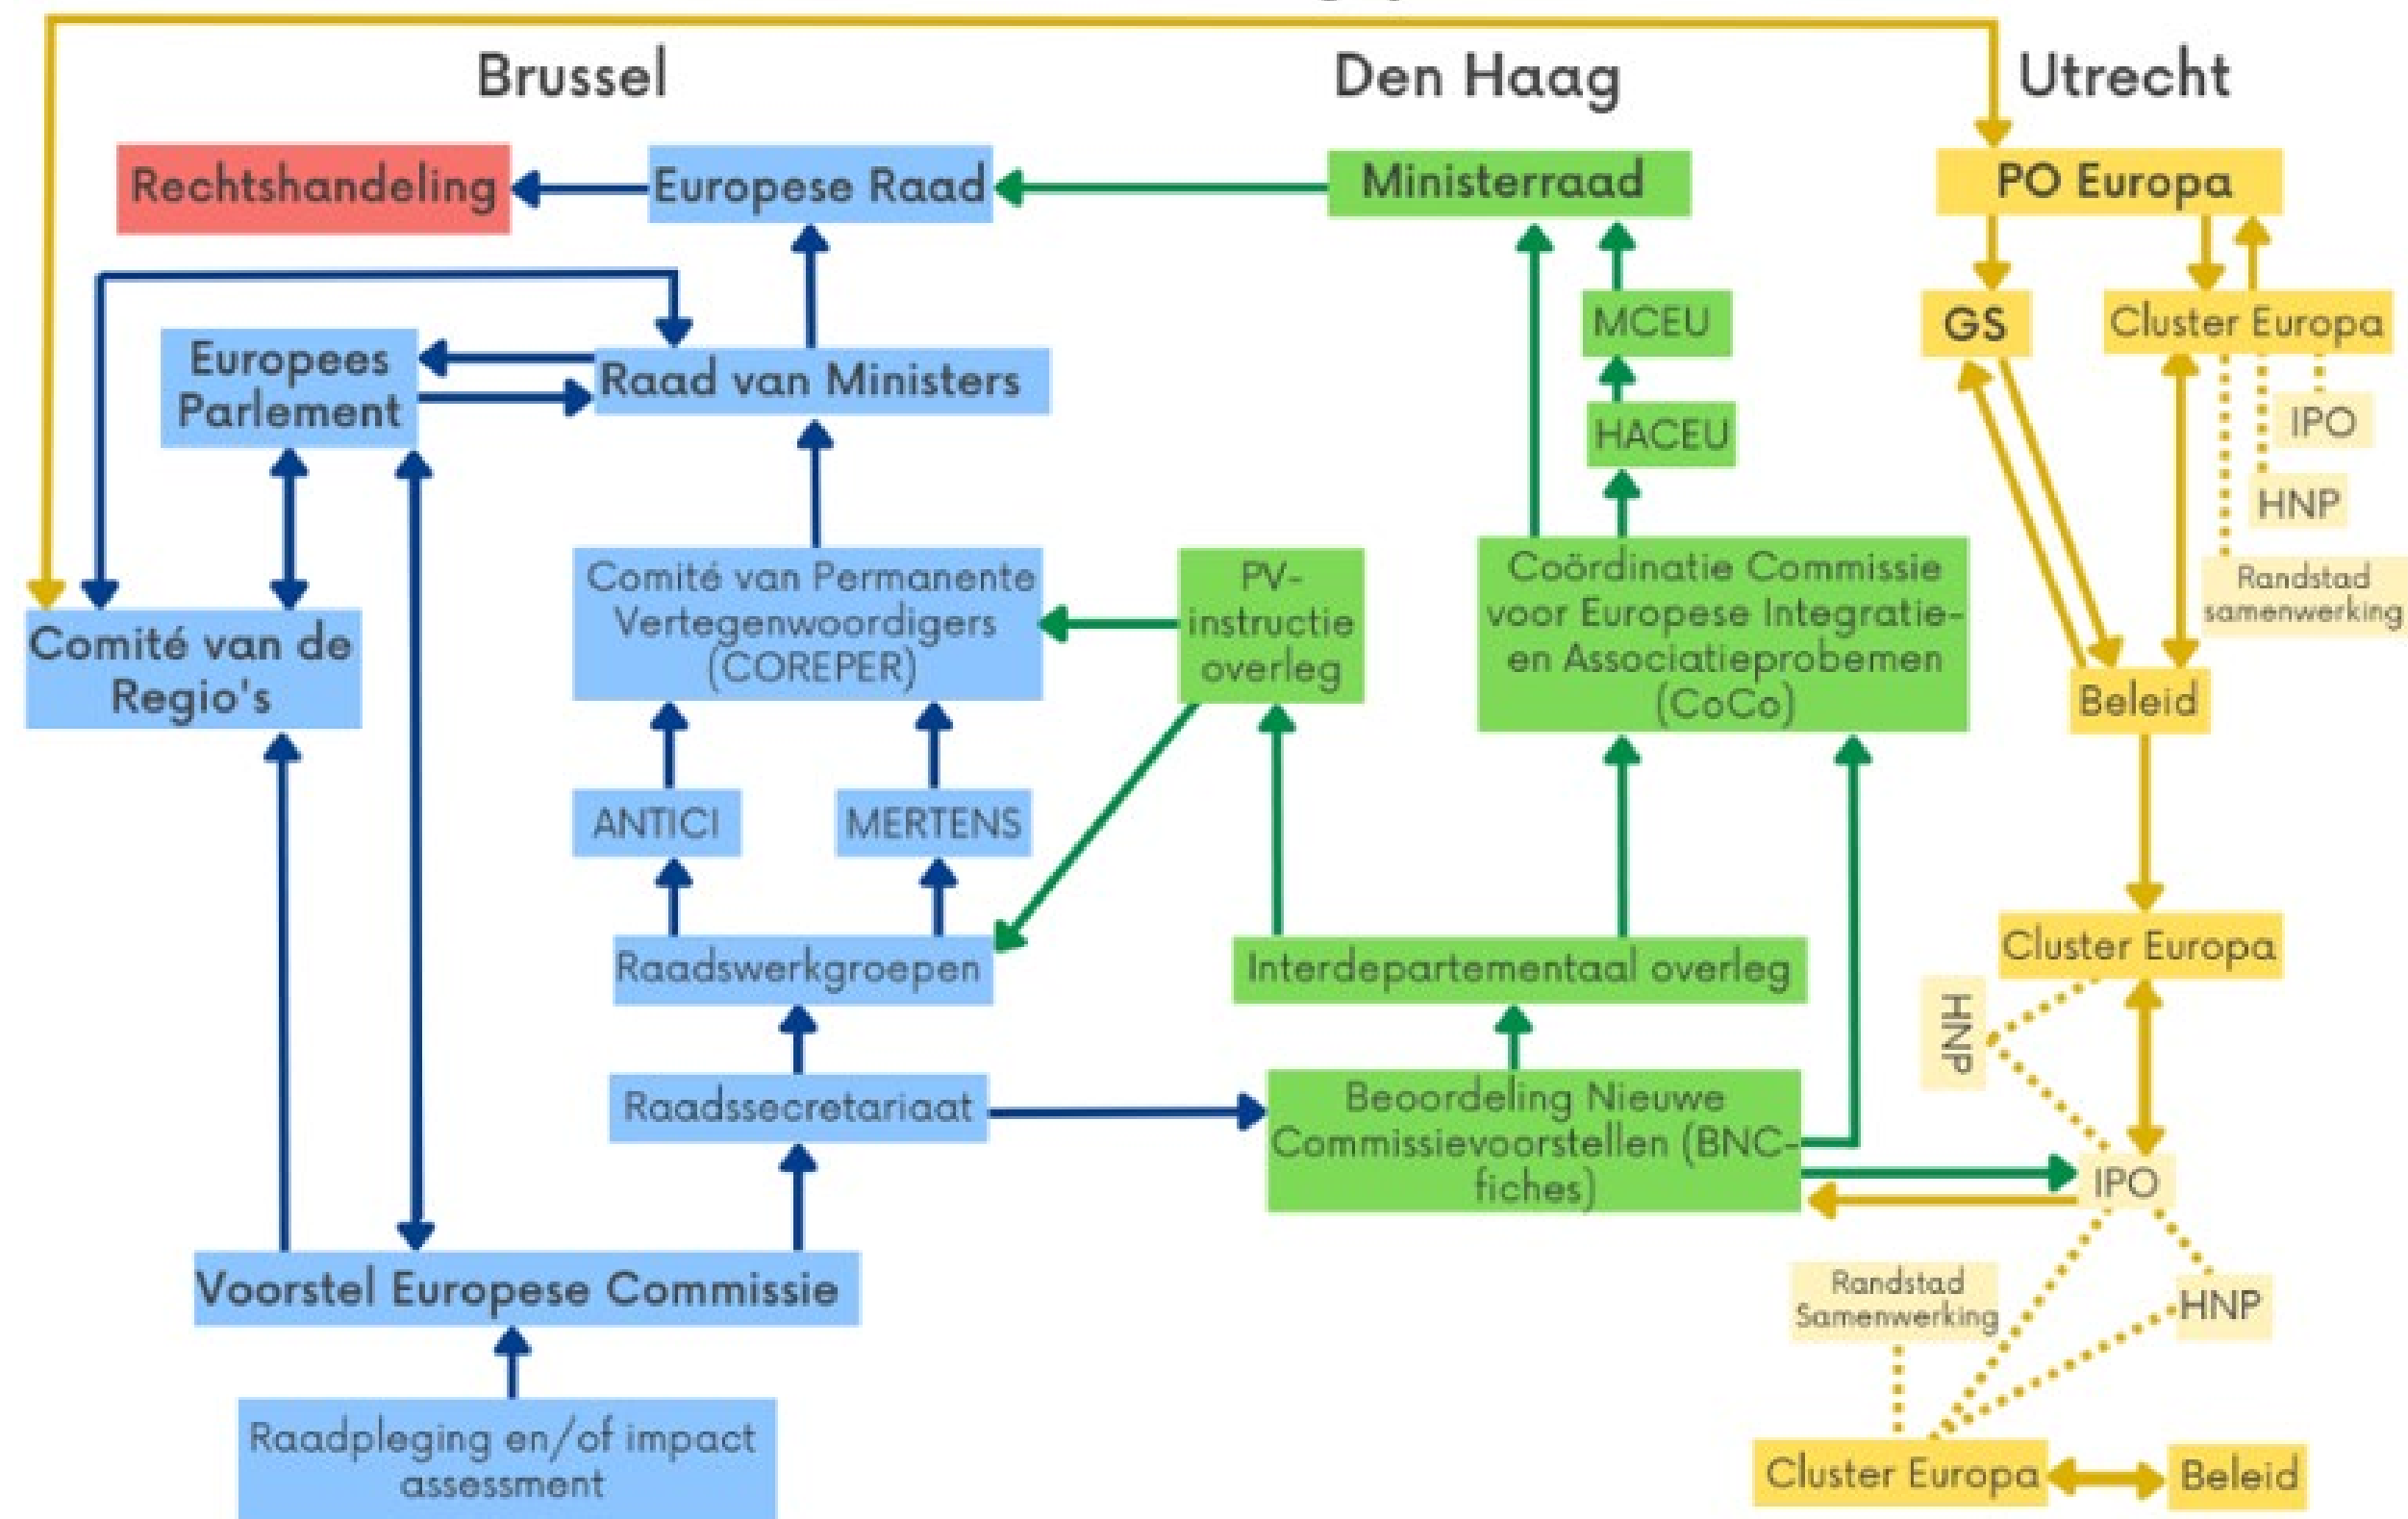 Brussel
Den Haag
Utrecht
Rechtshandeling
Europese Raad
Ministerraad
PO Europa
MCEU
GS
Cluster Europa
Europees
Parlement
Raad van Ministers
HACEU
IPO
HNP
Comité van Permanente
Vertegenwoordigers
(COREPER)
PV-
instructie
overleg
Coördinatie Commissie
voor Europese Integratie-
en Associatieprobemen
(CoCo)
Randstad
samenwerking
Comité van de
Regio's
Beleid
ANTICI
MERTENS
Raadswerkgroepen
Interdepartementaal overleg
Cluster Europa
HNP
Raadssecretariaat
Beoordeling Nieuwe
Commissievoorstellen (BNC-
fiches)
IPO
Voorstel Europese Commissie
Randstad
Samenwerking
HNP
Raadpleging en/of impact
assessment
Cluster Europa
Beleid